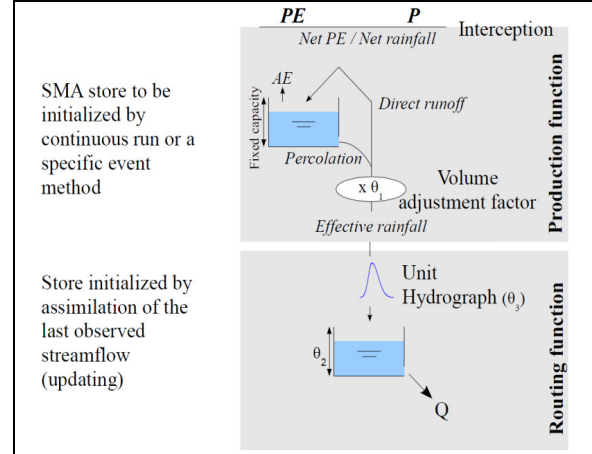 PE
P
Net PE / Net rainfall
Interception
SMA store to be
initialized by
continuous run or a
specific event
method
AE
Fixed capacity
Direct runoff
Percolation
x θ1
Volume
adjustment factor
Effective rainfall
Production function
Store initialized by
assimilation of the
last observed
streamflow
(updating)
Unit
Hydrograph (θ3)
θ2
Q
Routing function